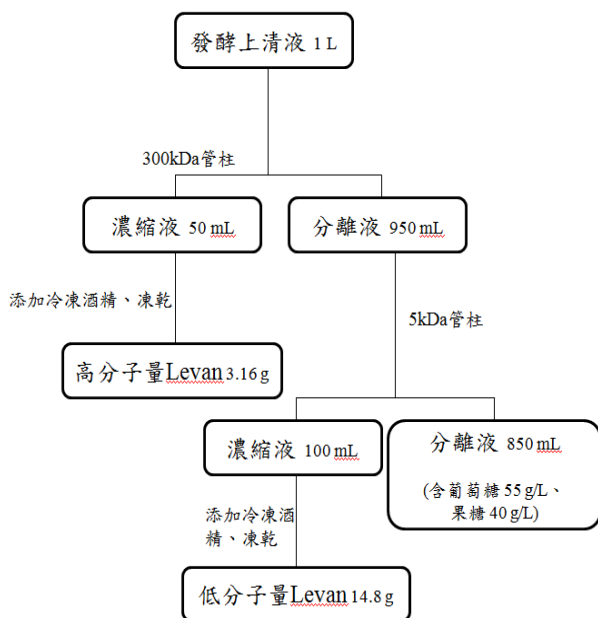 發酵上清液 1 L
300kDa管柱
濃縮液 50 mL
分離液 950 mL
添加冷凍酒精、凍乾
5kDa管柱
高分子量Levan 3.16 g
濃縮液 100 mL
分離液 850 mL
(含葡萄糖 55 g/L、
果糖 40 g/L)
添加冷凍酒
精、凍乾
低分子量Levan 14.8 g